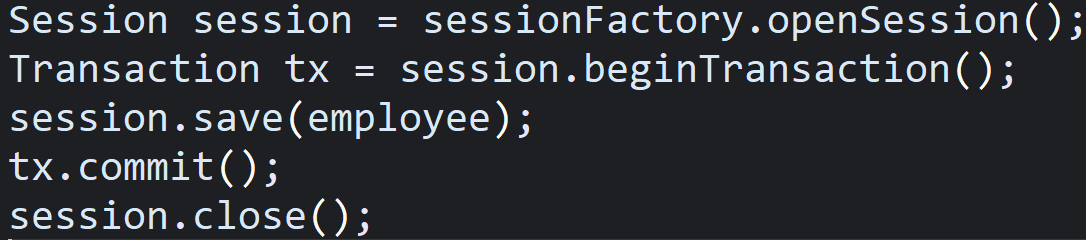 Session session = sessionFactory.openSession();
Transaction tx = session.beginTransaction();
session.save(employee);
tx.commit();
session.close();